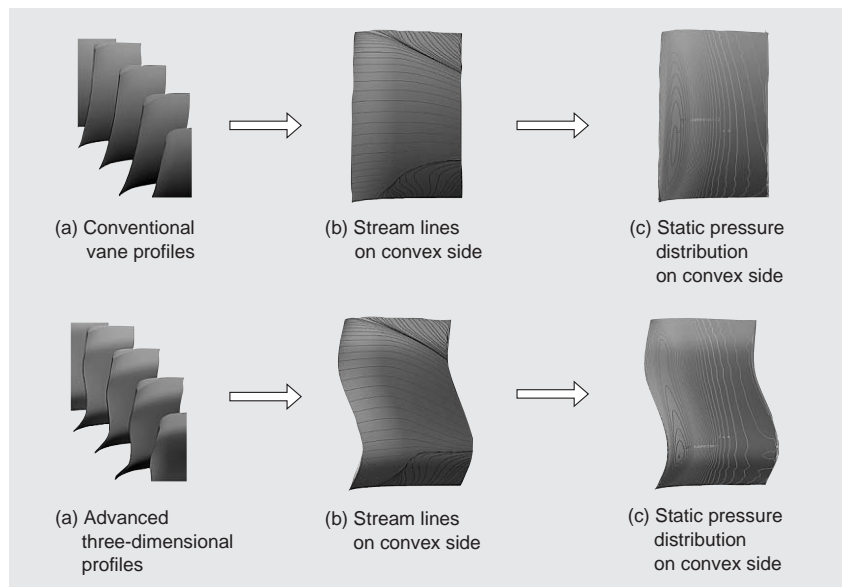 (a) Conventional
vane profiles
(b) Stream lines
on convex side
(c) Static pressure
distribution
on convex side
(a) Advanced
three-dimensional
profiles
(b) Stream lines
on convex side
(c) Static pressure
distribution
on convex side